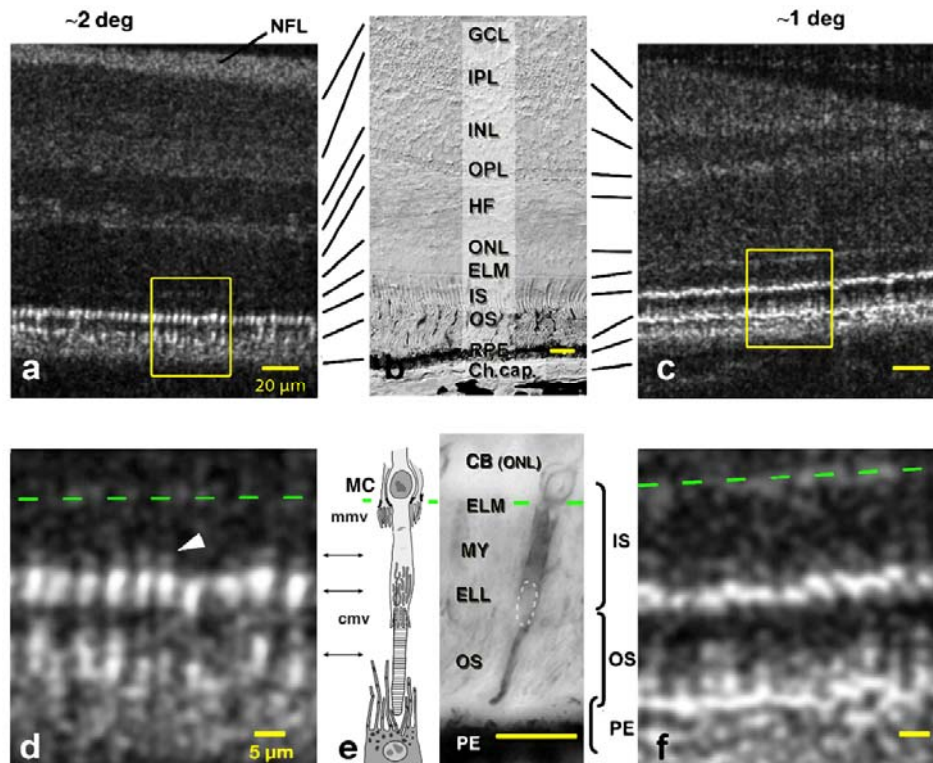 ~2 deg
~1 deg
NFL
a
20 µm
GCL
IPL
INL
OPL
HF
ONL
ELM
IS
OS
RPE
b
Ch.cap.
c
d
5 µm
MC
mmv
cmv
e
CB (ONL)
ELM
MY
ELL
OS
PE
IS
OS
PE
f